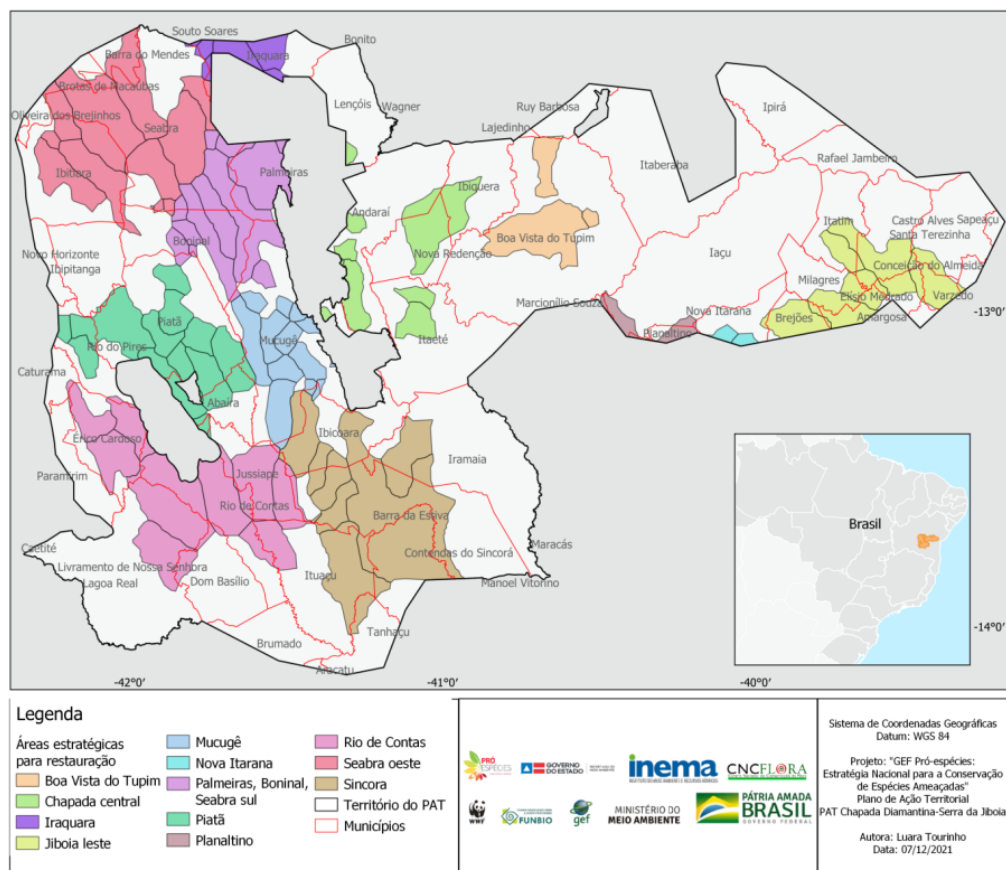 Souto Soares
Bonito
Barra do Mendes
Iraquara
Brotas de Macaúbas
Lençóis
Wagner
Ruy Barbosa
Ipirá
Oliveira dos Brejinhos
Seabra
Lajedinho
Itaberaba
Rafael Jambeiro
Ibitiara
Palmeiras
Ibiquera
Andaraí
Itatim
Castro Alves
Sapeaçu
Santa Terezinha
Boninal
Boa Vista do Tupim
Novo Horizonte
Nova Redenção
Iaçu
Ibipitanga
Milagres
Conceição do Almeida
Marcionílio Souza
Elísio Medrado
Varzedo
Nova Itarana
Brejões
Amargosa
-13°0'
Piatã
Planaltino
Rio do Pires
Mucugê
Itaeté
Caturama
Abaíra
Érico Cardoso
Ibicoara
Iramaia
Paramirim
Jussiape
Rio de Contas
Barra da Estiva
Brasil
Caetité
Contendas do Sincorá
Maracás
Livramento de Nossa Senhora
Ituaçu
Lagoa Real
Dom Basílio
Manoel Vitorino
Tanhaçu
-14°0'
Brumado
Aracatu
-42°0'
-41°0'
-40°0'
Legenda
Áreas estratégicas
para restauração
Boa Vista do Tupim
Chapada central
Iraquara
Jiboia leste
Mucugê
Nova Itarana
Palmeiras, Boninal,
Seabra sul
Piatã
Planaltino
Rio de Contas
Seabra oeste
Sincora
Território do PAT
Municípios
PRÓ
ESPÉCIES
GOVERNO
DO ESTADO
inema
CNCFLORA
WWF
FUNBIO
gef
MINISTÉRIO DO
MEIO AMBIENTE
PÁTRIA AMADA
BRASIL
GOVERNO FEDERAL
Sistema de Coordenadas Geográficas
Datum: WGS 84
Projeto: "GEF Pró-espécies:
Estratégia Nacional para a Conservação
de Espécies Ameaçadas"
Plano de Ação Territorial
PAT Chapada Diamantina-Serra da Jiboia
Autora: Luara Tourinho
Data: 07/12/2021